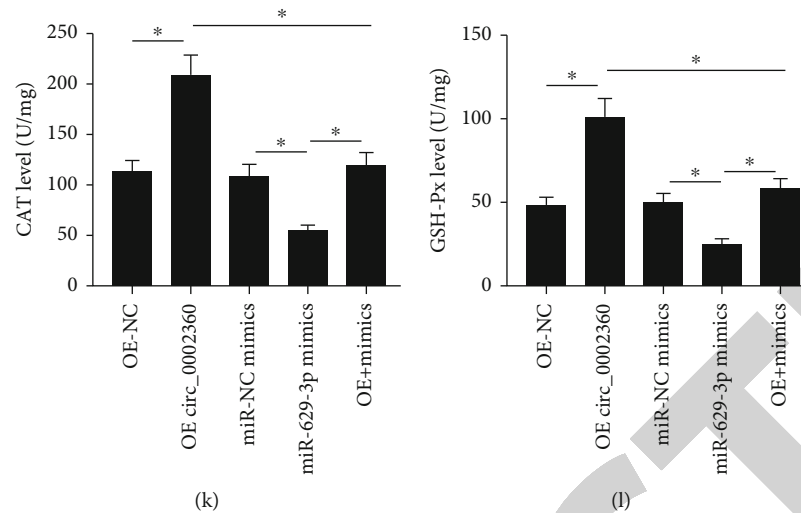 CAT level (U/mg)
250
200
150
100
50
0
*
*
*
*
OE-NC
OE circ_0002360
miR-NC mimics
miR-629-3p mimics
OE+mimics
(k)
GSH-Px level (U/mg)
150
100
50
0
*
*
*
*
OE-NC
OE circ_0002360
miR-NC mimics
miR-629-3p mimics
OE+mimics
(l)